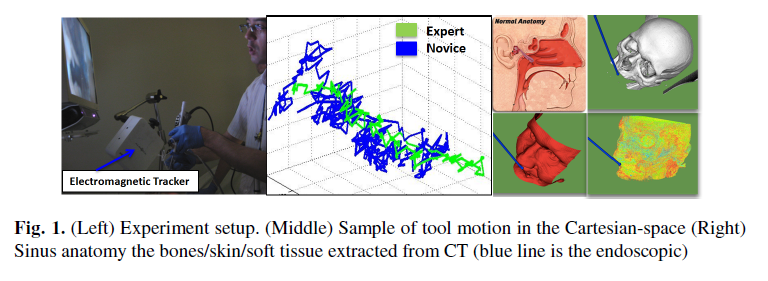 Expert
Novice
Normal Anatomy
Electromagnetic Tracker
Fig. 1. (Left) Experiment setup. (Middle) Sample of tool motion in the Cartesian-space (Right)
Sinus anatomy the bones/skin/soft tissue extracted from CT (blue line is the endoscopic)